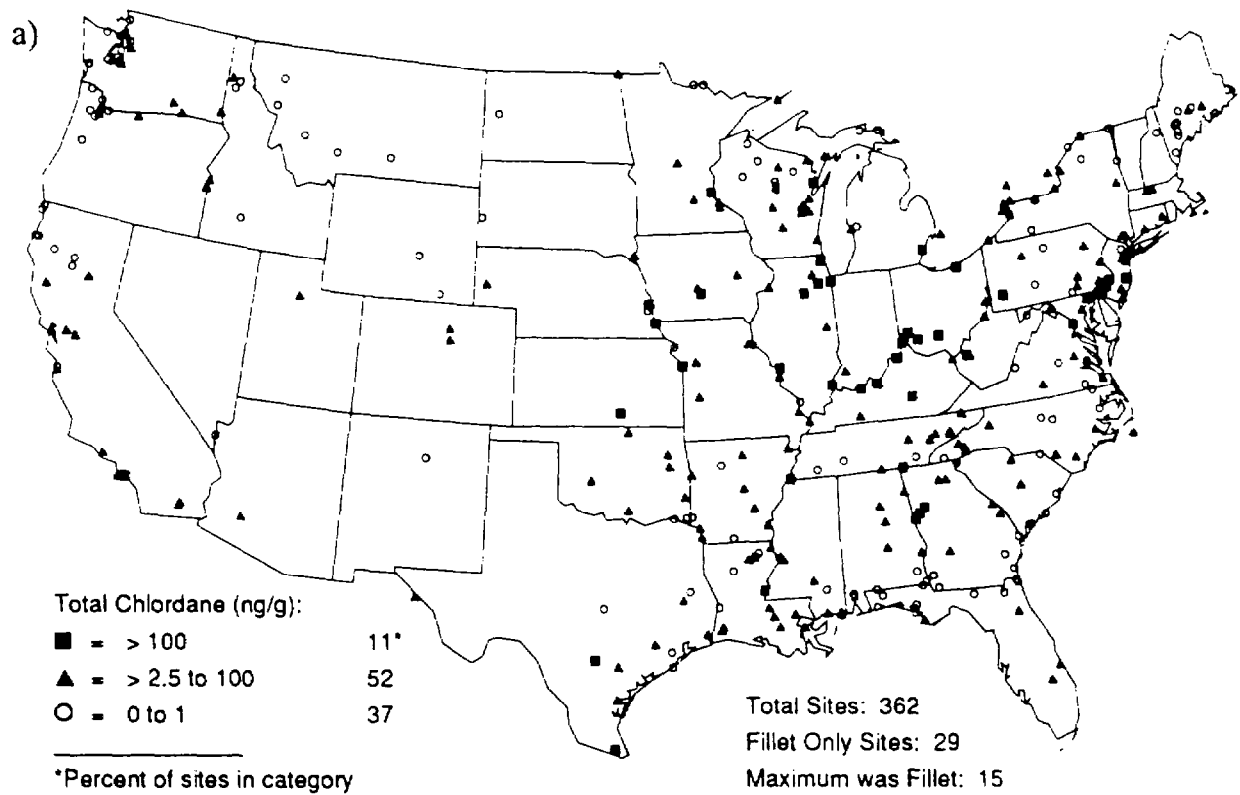 a)
Total Chlordane (ng/g):
■ = > 100 11*
▲ = > 2.5 to 100 52
○ = 0 to 1 37
*Percent of sites in category
Total Sites: 362
Fillet Only Sites: 29
Maximum was Fillet: 15